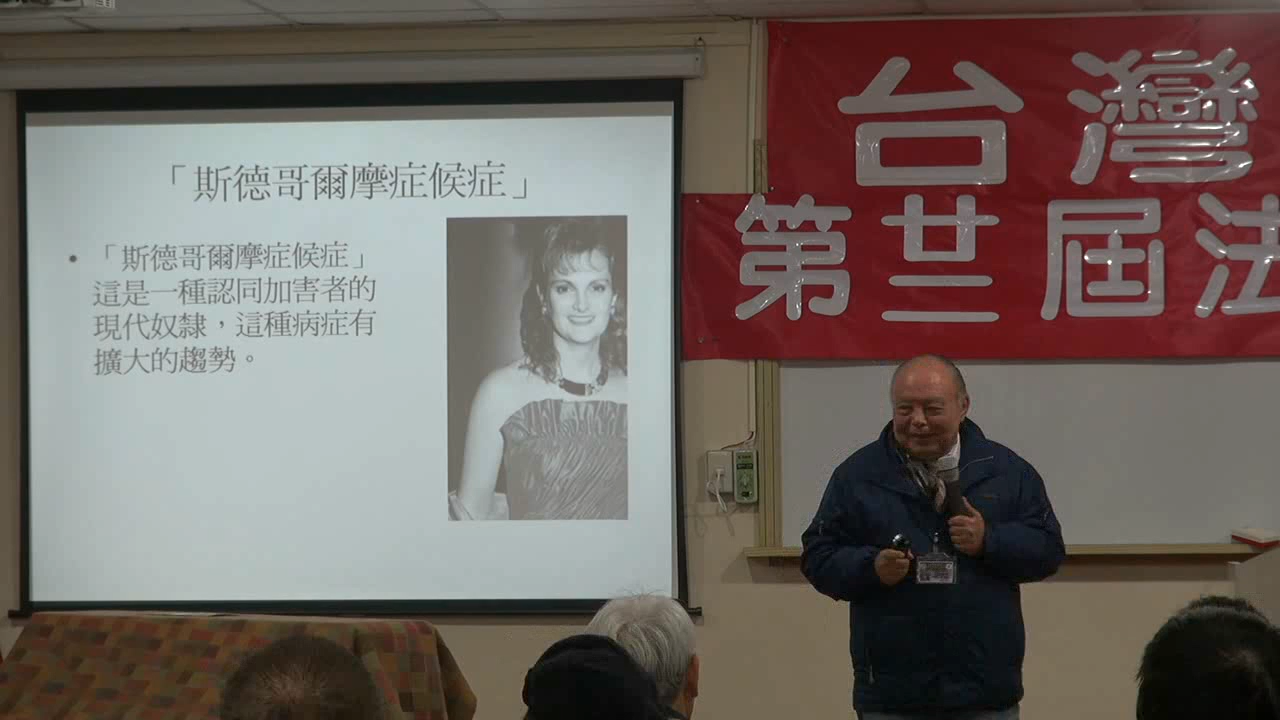 「斯德哥爾摩症候症」
• 「斯德哥爾摩症候症」
這是一種認同加害者的
現代奴隸，這種病症有
擴大的趨勢。
台灣
第廿二屆法